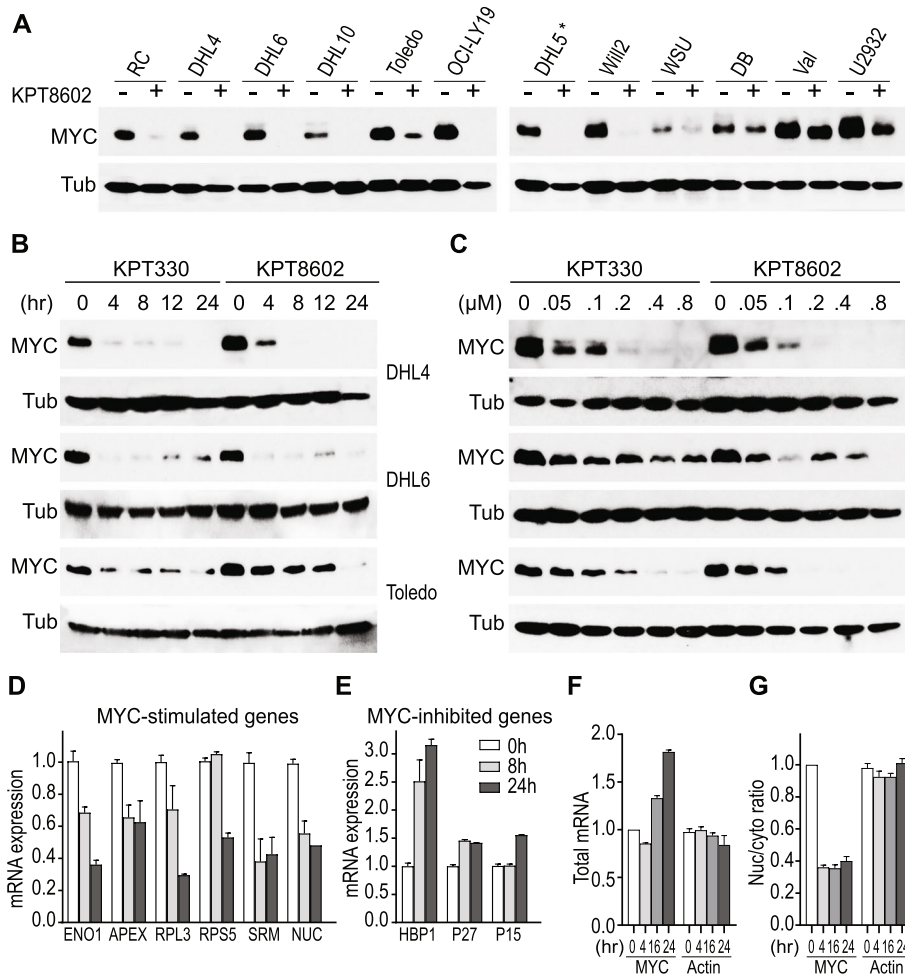 A
RC DHL4 DHL6 DHL10 Toledo OCI-LY19 DHL5* Will2 WSU DB Val U2932
KPT8602 - + - + - + - + - + - + - + - + - + - + - + - +
MYC
Tub
B
KPT330 KPT8602
(hr) 0 4 8 12 24 0 4 8 12 24
MYC
DHL4
Tub
MYC
DHL6
Tub
MYC
Toledo
Tub
C
KPT330 KPT8602
(µM) 0 .05 .1 .2 .4 .8 0 .05 .1 .2 .4 .8
MYC
Tub
MYC
Tub
MYC
Tub
D
MYC-stimulated genes
mRNA expression
1.0
0.8
0.6
0.4
0.2
0.0
ENO1 APEX RPL3 RPS5 SRM NUC
E
MYC-inhibited genes
mRNA expression
3.0
2.5
2.0
1.5
1.0
0.5
0.0
0h
8h
24h
HBP1 P27 P15
F
Total mRNA
2.0
1.5
1.0
0.5
0.0
(hr) 0 4 16 24 0 4 16 24
MYC Actin
G
Nuc/cyto ratio
1.0
0.8
0.6
0.4
0.2
0.0
(hr) 0 4 16 24 0 4 16 24
MYC Actin